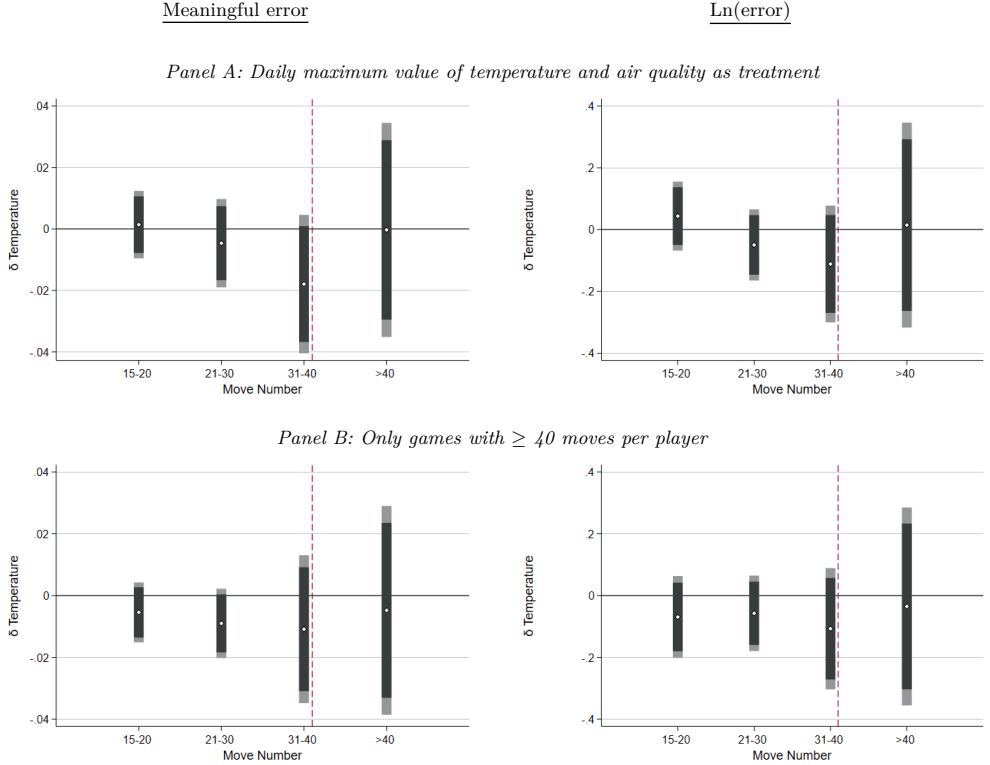 Meaningful error
Ln(error)
Panel A: Daily maximum value of temperature and air quality as treatment
.04
.02
0
-.02
-.04
δ Temperature
15-20 21-30 31-40 >40
Move Number
.4
.2
0
-.2
-.4
δ Temperature
15-20 21-30 31-40 >40
Move Number
Panel B: Only games with ≥ 40 moves per player
.04
.02
0
-.02
-.04
δ Temperature
15-20 21-30 31-40 >40
Move Number
.4
.2
0
-.2
-.4
δ Temperature
15-20 21-30 31-40 >40
Move Number